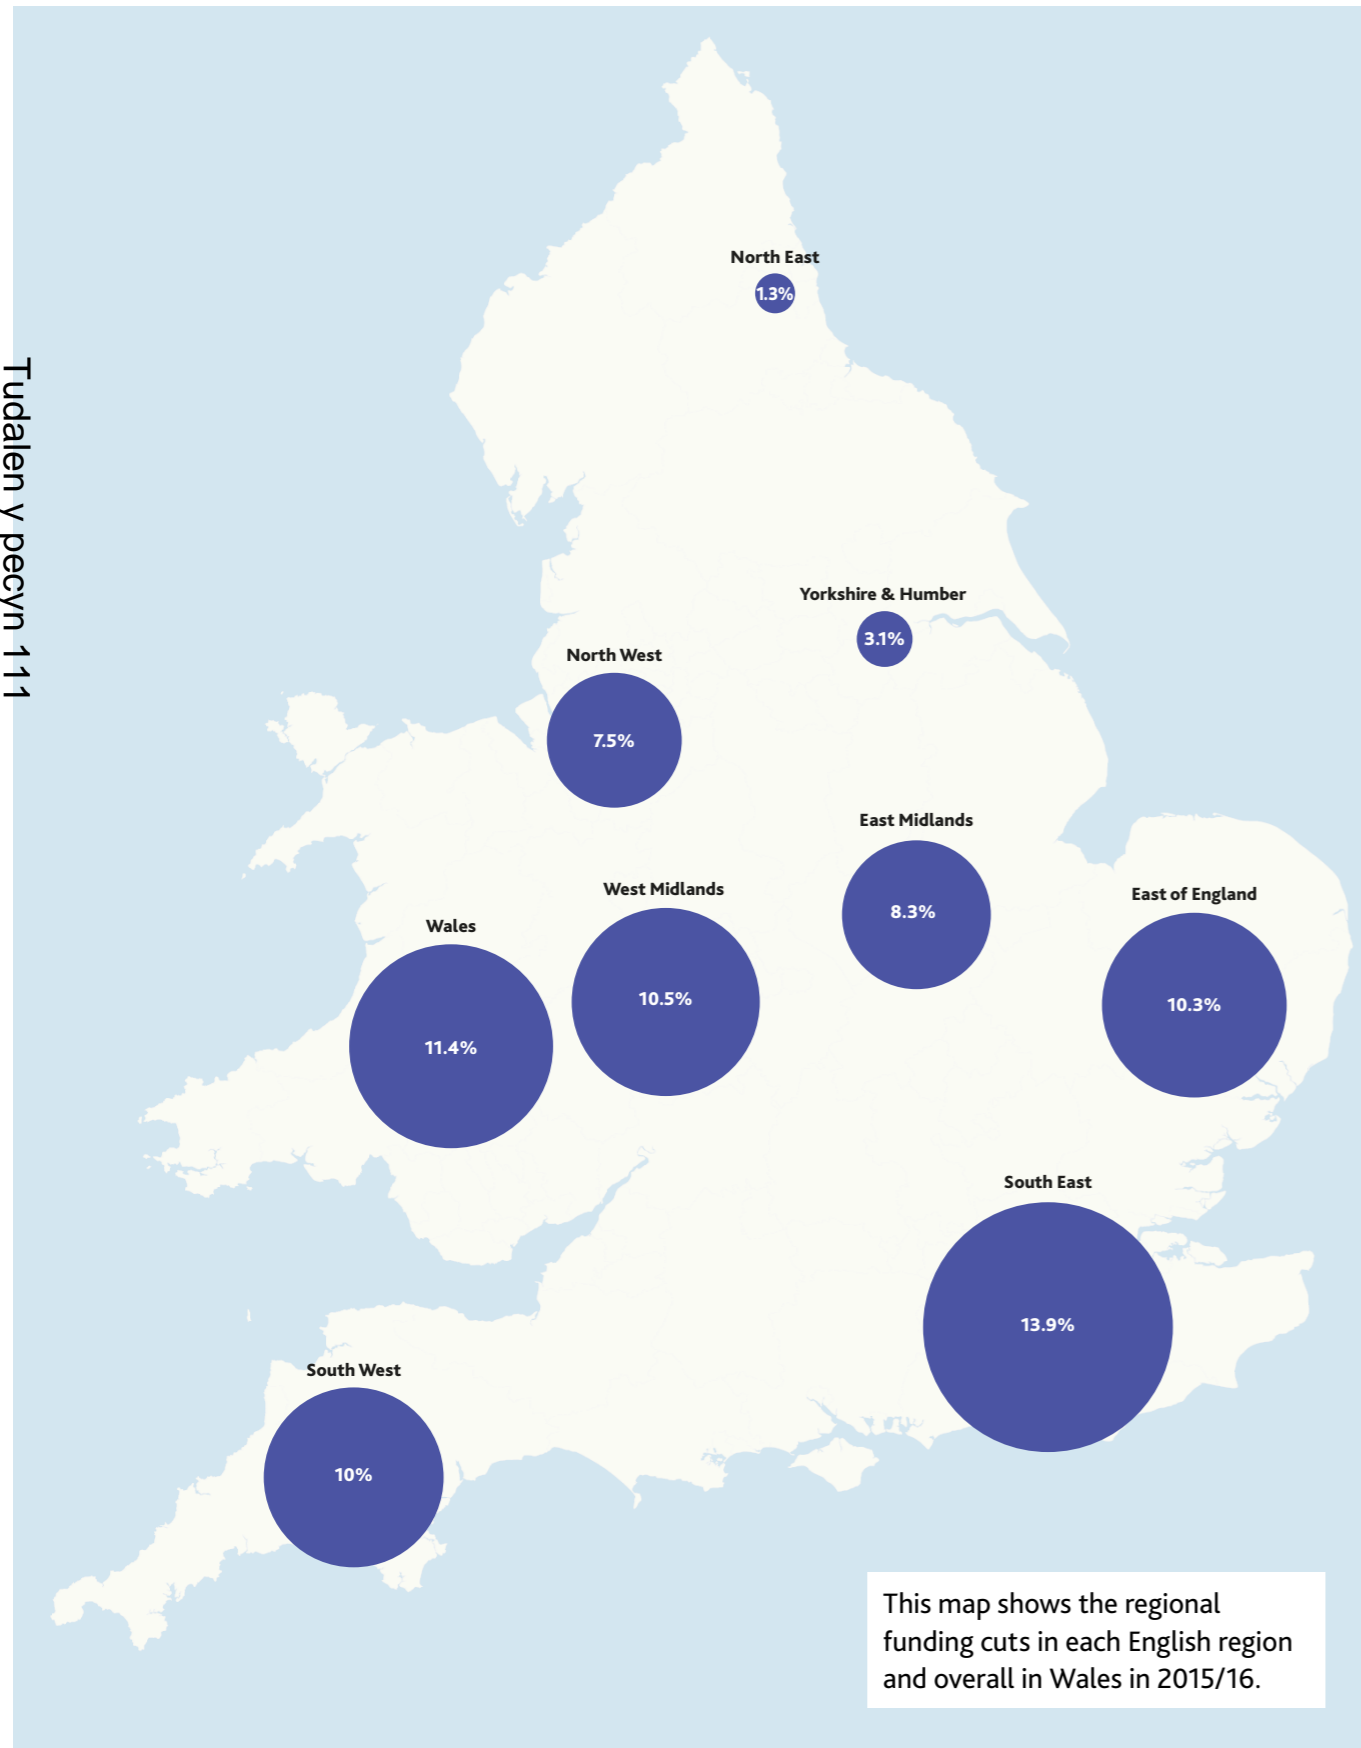 Tudalen y pecyn 111
North East
1.3%
Yorkshire & Humber
3.1%
North West
7.5%
East Midlands
8.3%
West Midlands
10.5%
East of England
10.3%
Wales
11.4%
South East
13.9%
South West
10%
This map shows the regional
funding cuts in each English region
and overall in Wales in 2015/16.